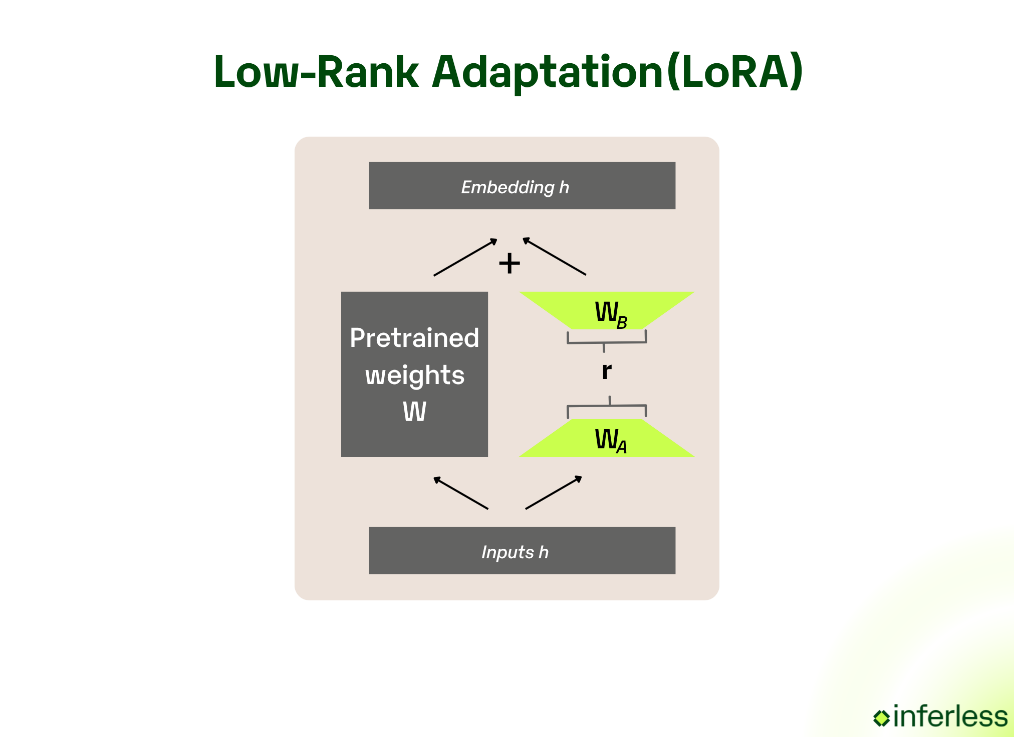 Low-Rank Adaptation(LoRA)
Embedding h
+
Pretrained
weights
W
W_B
r
W_A
Inputs h
inferless